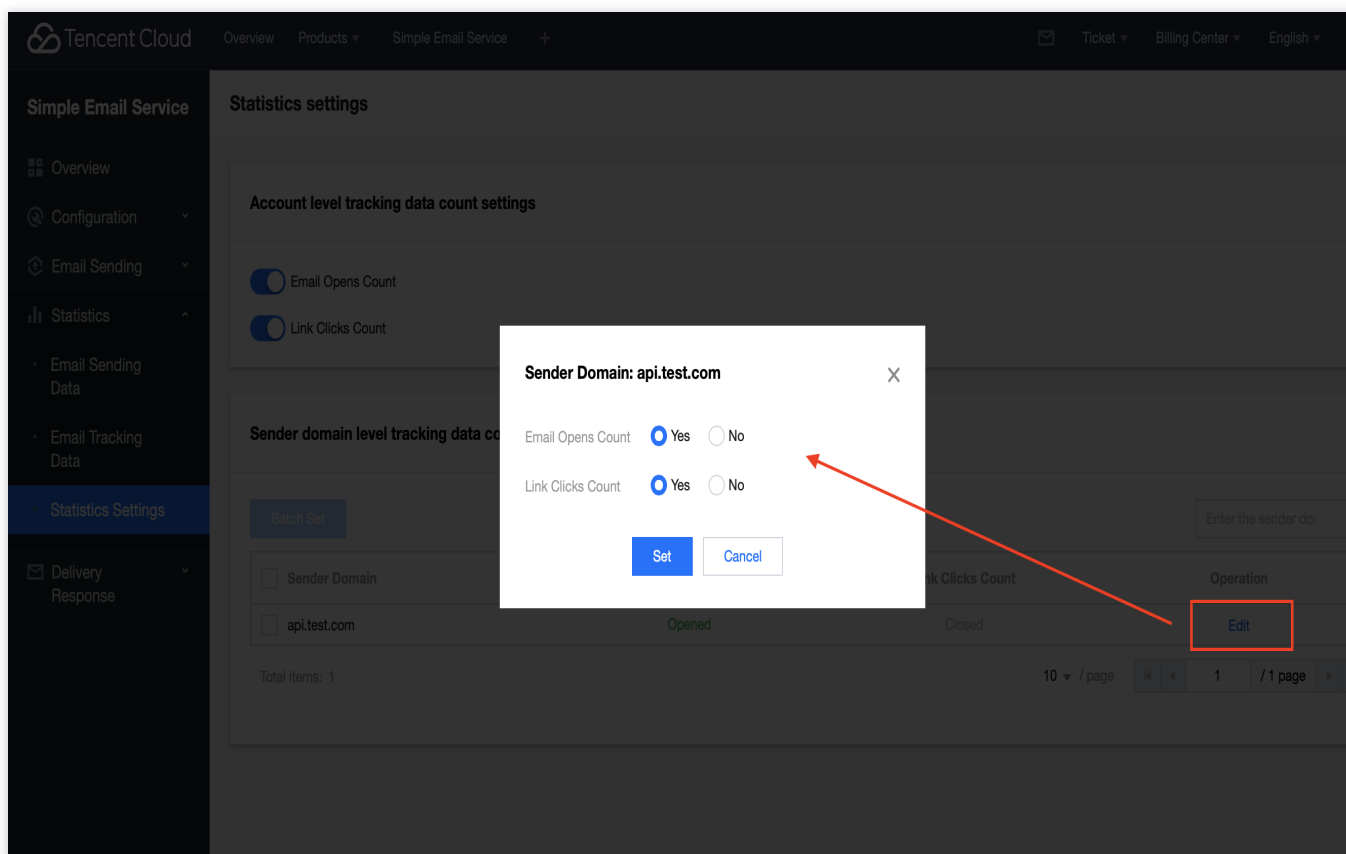 Tencent Cloud Overview Products Simple Email Service + Ticket Billing Center English
Simple Email Service
Overview
Configuration
Email Sending
Statistics
Email Sending
Data
Email Tracking
Data
Statistics Settings
Delivery
Response
Statistics settings
Account level tracking data count settings
Email Opens Count
Link Clicks Count
Sender domain level tracking data co
Batch Set
Enter the sender doi
Sender Domain nk Clicks Count Operation
api.test.com Opened Closed Edit
Total items: 1 10 / page 1 / 1 page
Sender Domain: api.test.com X
Email Opens Count Yes No
Link Clicks Count Yes No
Set Cancel